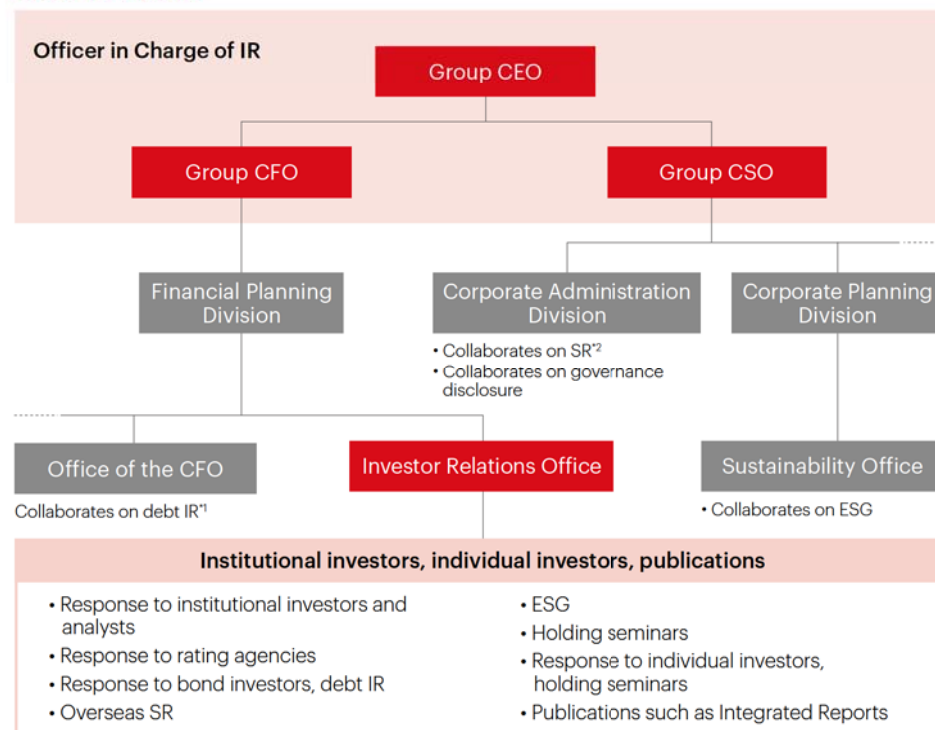 Officer in Charge of IR
Group CEO
Group CFO
Group CSO
Financial Planning
Division
Corporate Administration
Division
Corporate Planning
Division
• Collaborates on SR*2
• Collaborates on governance
disclosure
Office of the CFO
Investor Relations Office
Sustainability Office
Collaborates on debt IR*1
• Collaborates on ESG
Institutional investors, individual investors, publications
• Response to institutional investors and
analysts
• Response to rating agencies
• Response to bond investors, debt IR
• Overseas SR
• ESG
• Holding seminars
• Response to individual investors,
holding seminars
• Publications such as Integrated Reports